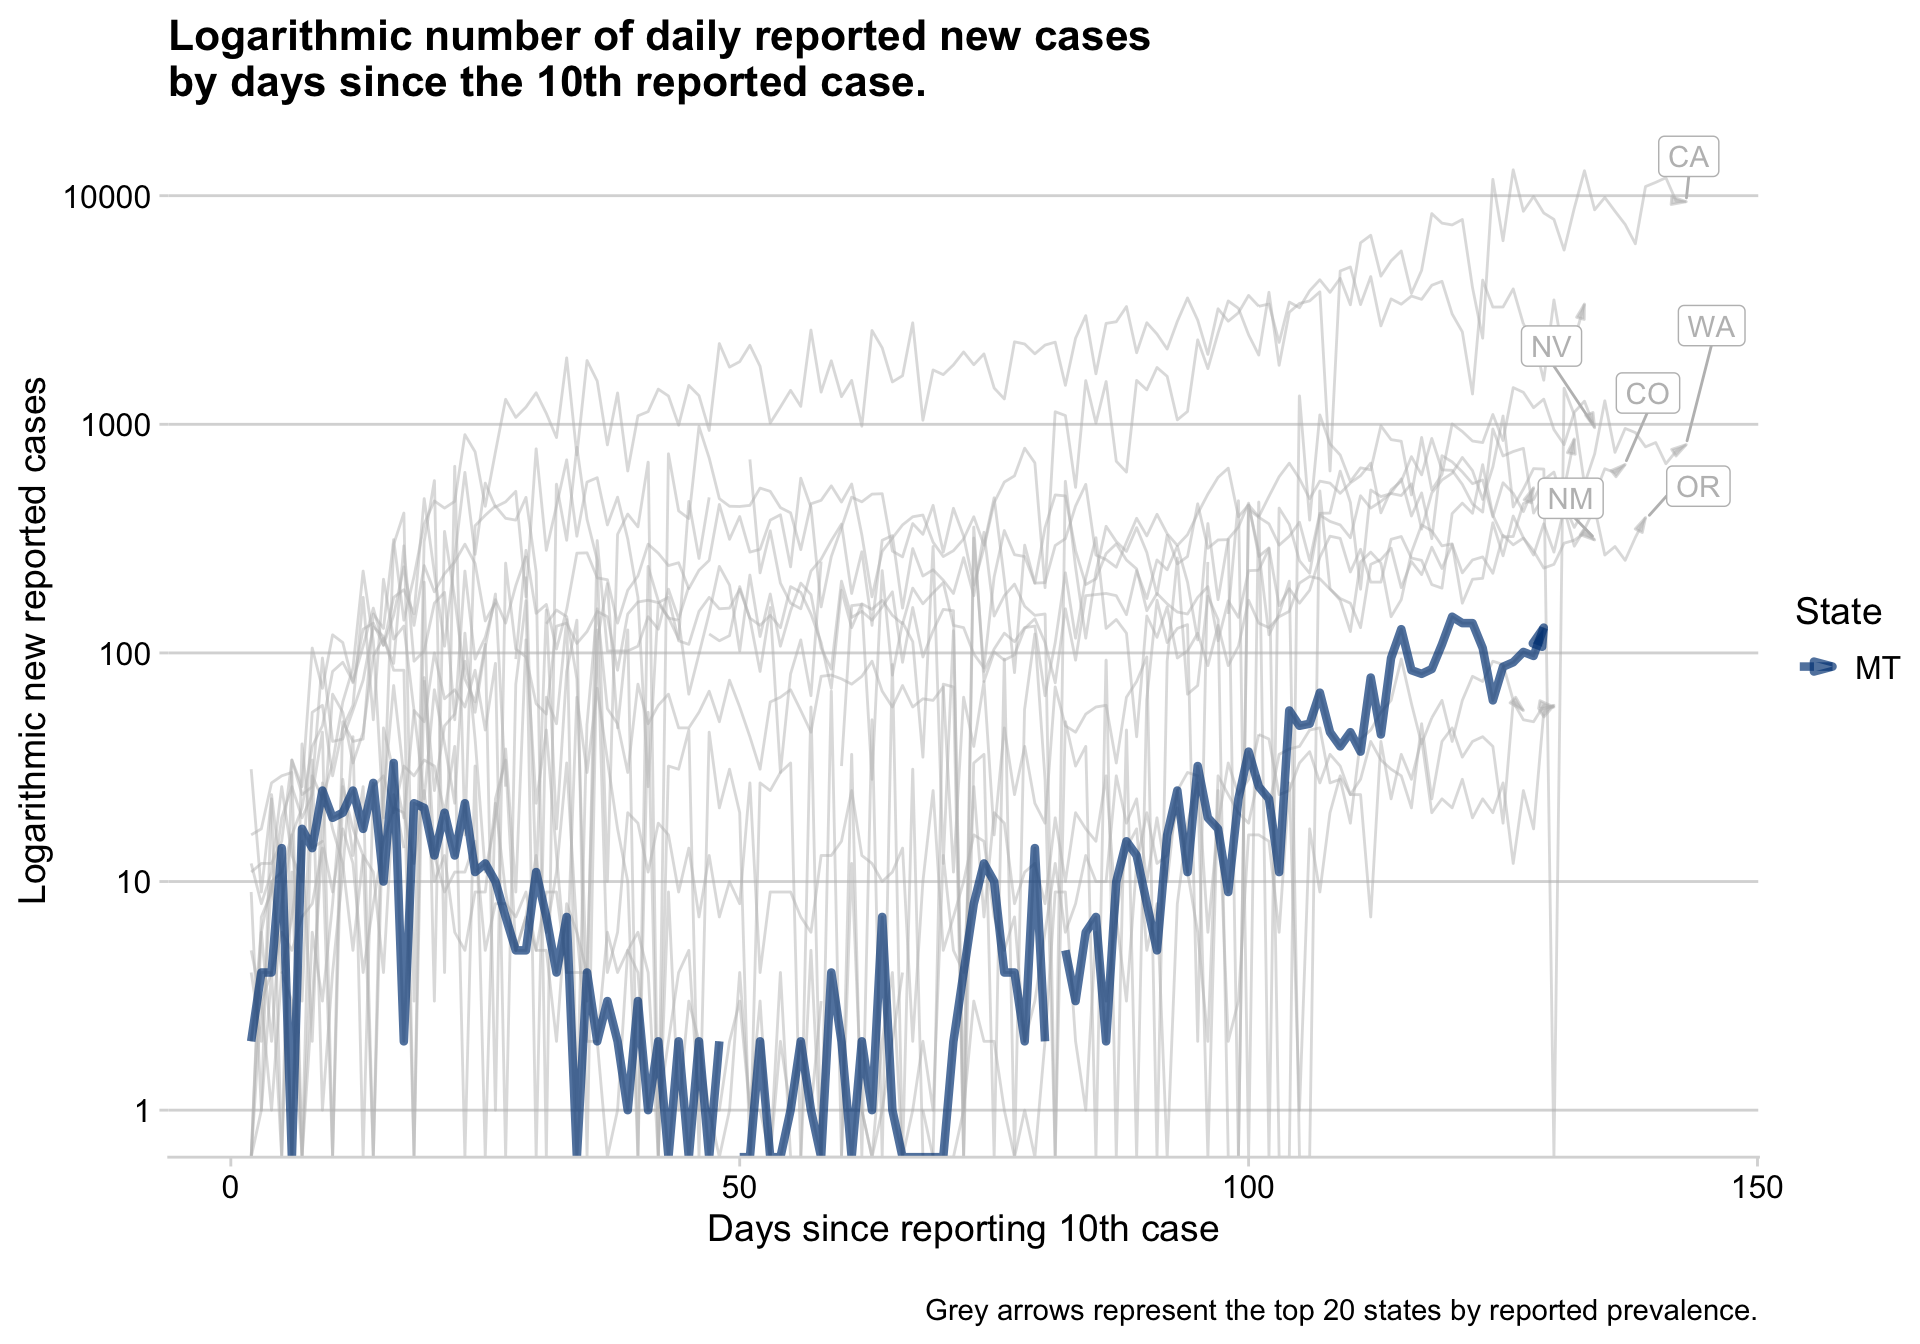 Logarithmic number of daily reported new cases
by days since the 10th reported case.
Logarithmic new reported cases
10000
1000
100
10
1
CA
WA
NV
CO
NM
OR
State
MT
0
50
100
150
Days since reporting 10th case
Grey arrows represent the top 20 states by reported prevalence.